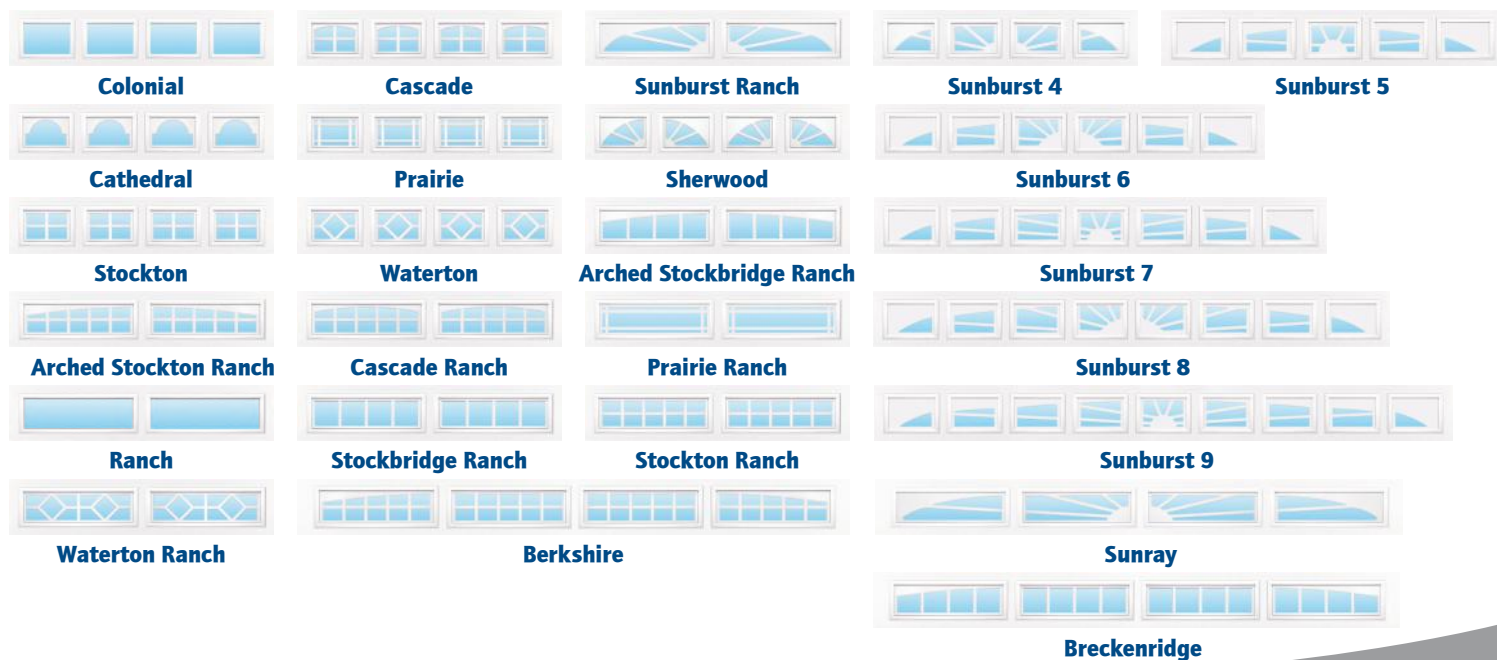 Colonial
Cascade
Sunburst Ranch
Sunburst 4
Sunburst 5
Cathedral
Prairie
Sherwood
Sunburst 6
Stockton
Waterton
Arched Stockbridge Ranch
Sunburst 7
Arched Stockton Ranch
Cascade Ranch
Prairie Ranch
Sunburst 8
Ranch
Stockbridge Ranch
Stockton Ranch
Sunburst 9
Waterton Ranch
Berkshire
Sunray
Breckenridge